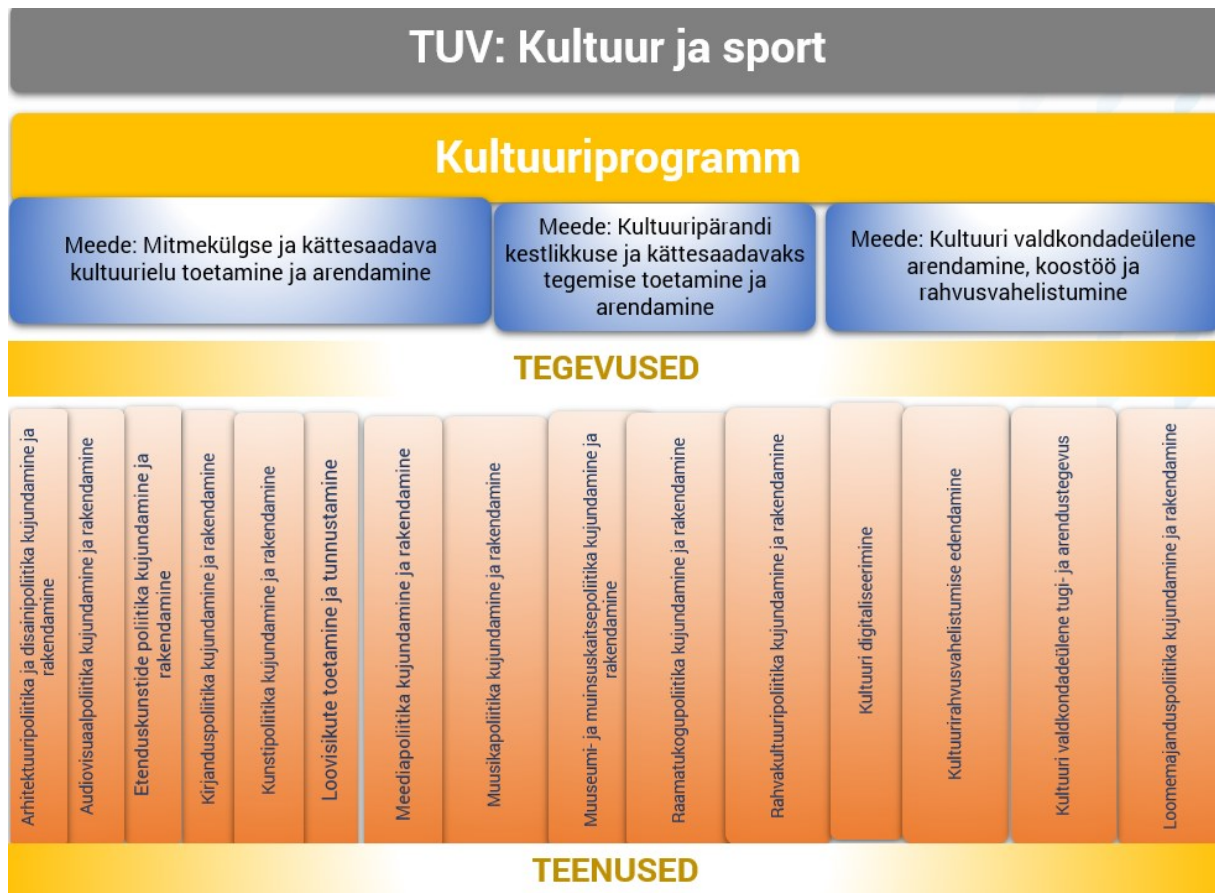 TUV: Kultuur ja sport
Kultuuriprogramm
Meede: Mitmekülgse ja kättesaadava
kultuurielu toetamine ja arendamine
Meede: Kultuuripärandi
kestlikkuse ja kättesaadavaks
tegemise toetamine ja
arendamine
Meede: Kultuuri valdkondadeülene
arendamine, koostöö ja
rahvusvahelistumine
TEGEVUSED
Arhitektuuripoliitika ja disainipoliitika kujundamine ja
rakendamine
Audiovisuaalpoliitika kujundamine ja rakendamine
Etenduskunstide poliitika kujundamine ja
rakendamine
Kirjanduspoliitika kujundamine ja rakendamine
Kunstipoliitika kujundamine ja rakendamine
Loovisikute toetamine ja tunnustamine
Meediapoliitika kujundamine ja rakendamine
Muusikapoliitika kujundamine ja rakendamine
Muuseumi- ja muinsuskaitsepoliitika kujundamine ja
rakendamine
Raamatukogupoliitika kujundamine ja rakendamine
Rahvakultuuripoliitika kujundamine ja rakendamine
Kultuuri digitaliseerimine
Kultuurirahvusvahelistumise edendamine
Kultuuri valdkondadeülene tugi- ja arendustegevus
Loomemajanduspoliitika kujundamine ja rakendamine
TEENUSED